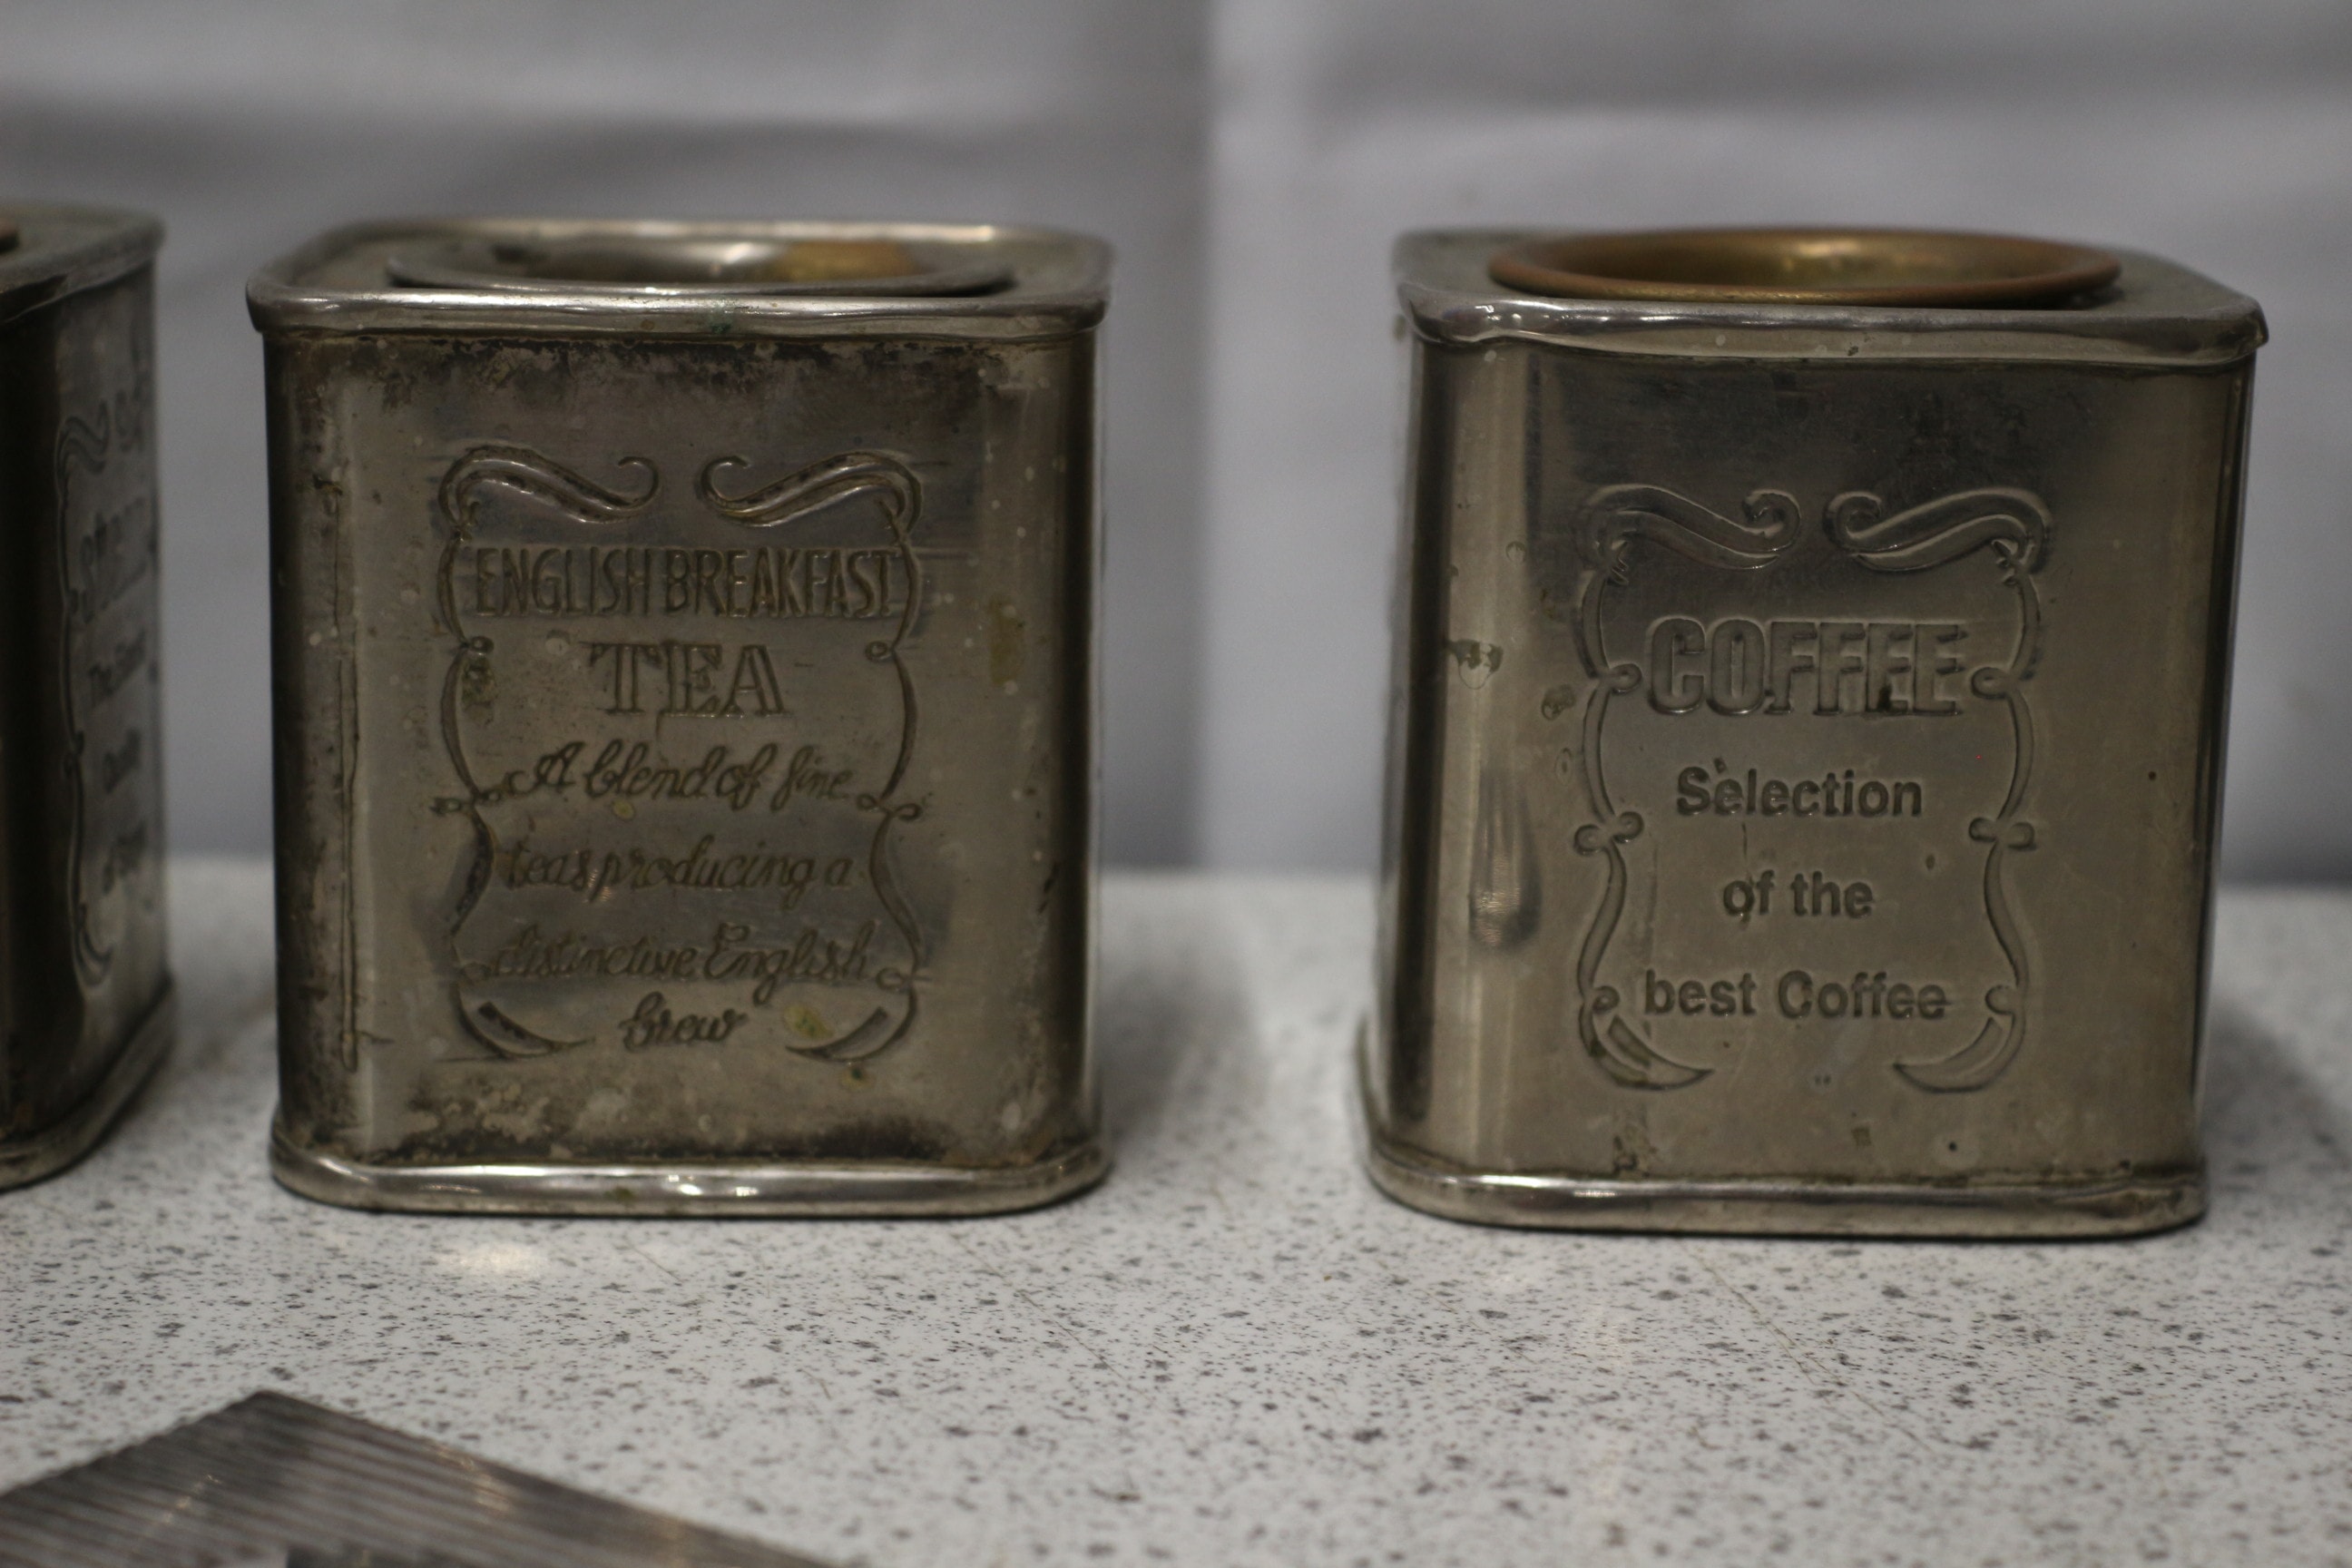 ENGLISH BREAKFAST
TEA
A blend of fine
teas producing a
distinctive English
brew
COFFEE
Selection
of the
best Coffee